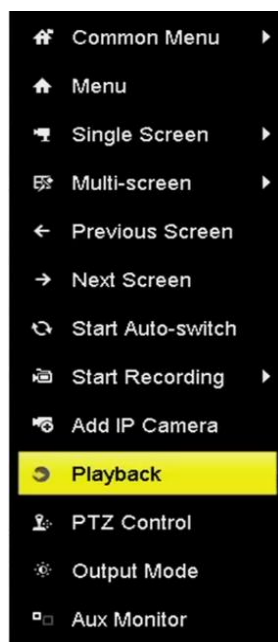 Common Menu
Menu
Single Screen
Multi-screen
Previous Screen
Next Screen
Start Auto-switch
Start Recording
Add IP Camera
Playback
PTZ Control
Output Mode
Aux Monitor